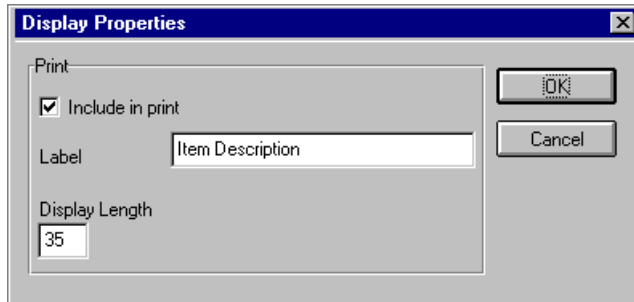 Display Properties
Print
OK
Include in print
Label
Item Description
Cancel
Display Length
35